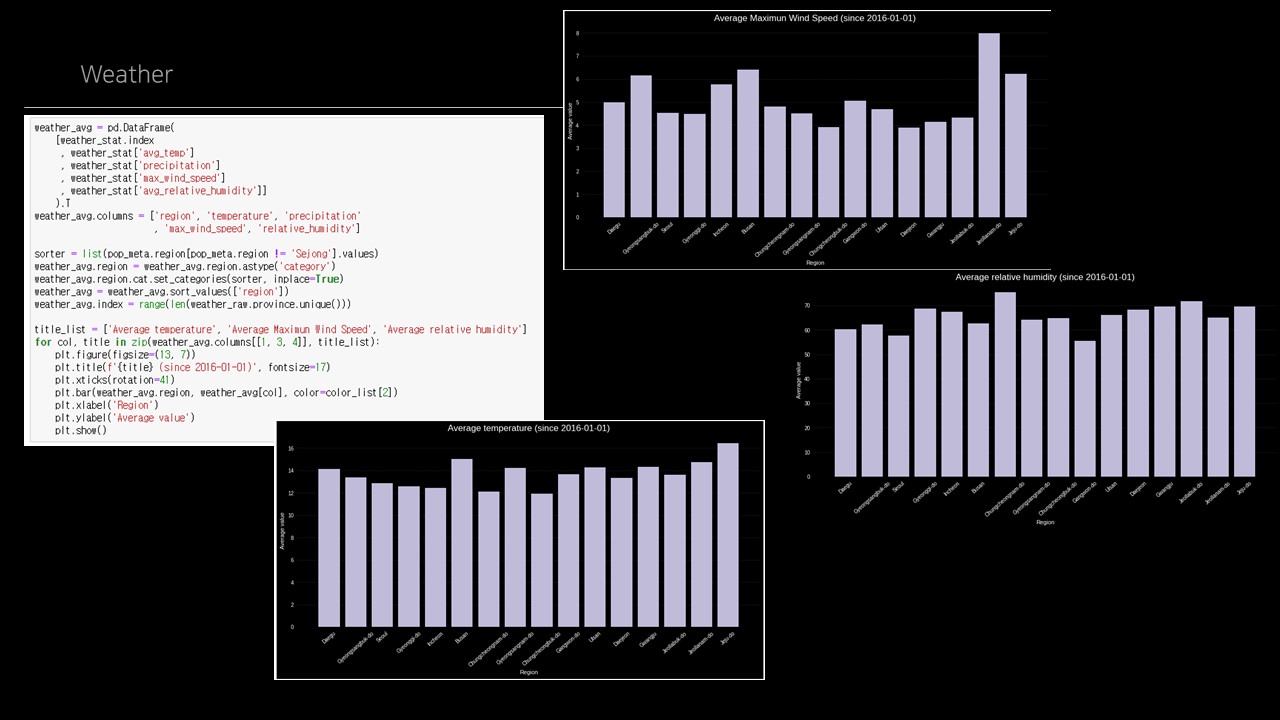 Weather
weather_avg = pd.DataFrame(
[weather_stat.index
, weather_stat['avg_temp']
, weather_stat['precipitation']
, weather_stat['max_wind_speed']
, weather_stat['avg_relative_humidity']]
).T
weather_avg.columns = ['region', 'temperature', 'precipitation'
, 'max_wind_speed', 'relative_humidity']
sorter = list(pop_meta.region[pop_meta.region != 'Sejong'].values)
weather_avg.region = weather_avg.region.astype('category')
weather_avg.region.cat.set_categories(sorter, inplace=True)
weather_avg = weather_avg.sort_values(['region'])
weather_avg.index = range(len(weather_raw.province.unique()))
title_list = ['Average temperature', 'Average Maximun Wind Speed', 'Average relative humidity']
for col, title in zip(weather_avg.columns[[1, 3, 4]], title_list):
plt.figure(figsize=(13, 7))
plt.title(f'{title} (since 2016-01-01)', fontsize=17)
plt.xticks(rotation=41)
plt.bar(weather_avg.region, weather_avg[col], color=color_list[2])
plt.xlabel('Region')
plt.ylabel('Average value')
plt.show()
Average Maximun Wind Speed (since 2016-01-01)
Average value
8
7
6
5
4
3
2
1
0
Daegu Gyeongsangbuk-do Seoul Gyeonggi-do Incheon Busan Chungcheongnam-do Gyeongsangnam-do Chungcheongbuk-do Gangwon-do Ulsan Daejeon Gwangju Jeollabuk-do Jeollanam-do Jeju-do
Region
Average relative humidity (since 2016-01-01)
Average value
70
60
50
40
30
20
10
0
Daegu Gyeongsangbuk-do Seoul Gyeonggi-do Incheon Busan Chungcheongnam-do Gyeongsangnam-do Chungcheongbuk-do Gangwon-do Ulsan Daejeon Gwangju Jeollabuk-do Jeollanam-do Jeju-do
Region
Average temperature (since 2016-01-01)
Average value
16
14
12
10
8
6
4
2
0
Daegu Gyeongsangbuk-do Seoul Gyeonggi-do Incheon Busan Chungcheongnam-do Gyeongsangnam-do Chungcheongbuk-do Gangwon-do Ulsan Daejeon Gwangju Jeollabuk-do Jeollanam-do Jeju-do
Region